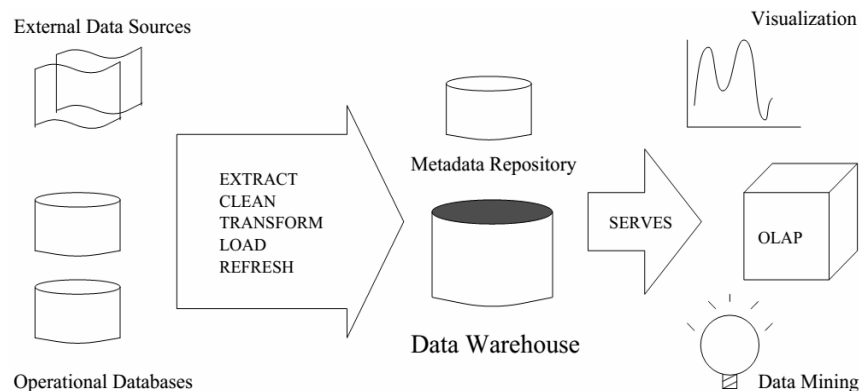 External Data Sources
Visualization
Metadata Repository
EXTRACT
CLEAN
TRANSFORM
LOAD
REFRESH
SERVES
OLAP
Data Warehouse
Operational Databases
Data Mining